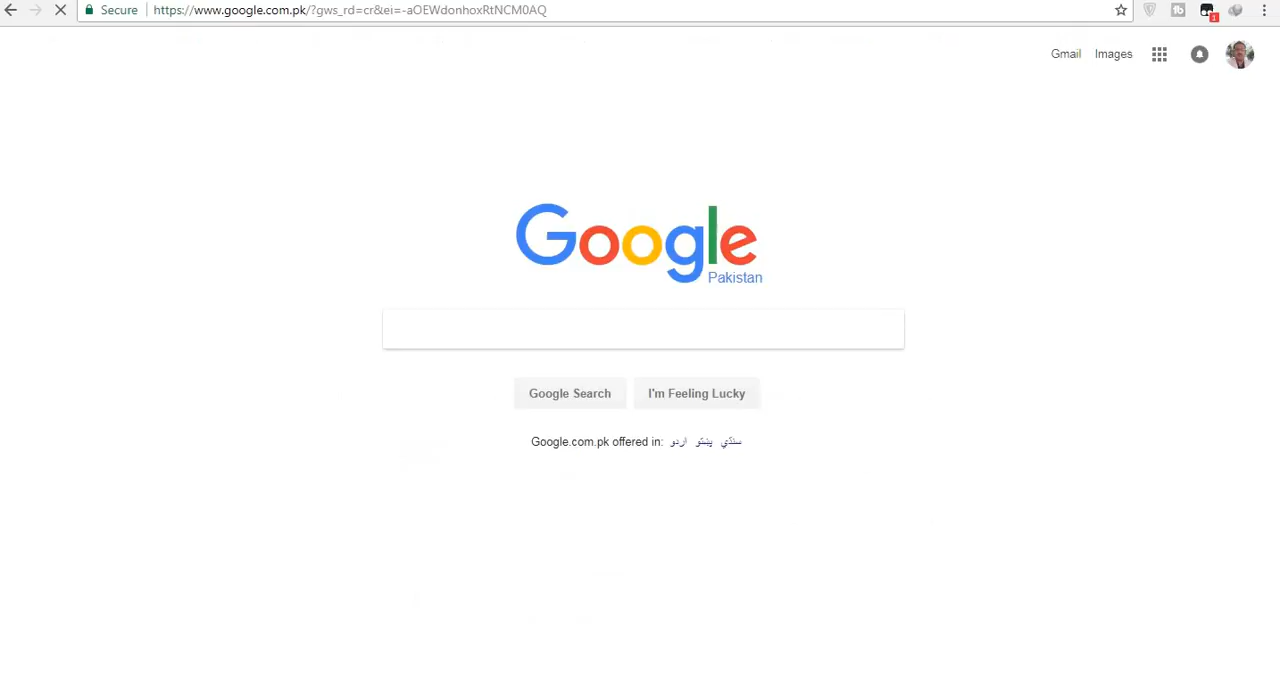 Secure https://www.google.com.pk/?gws_rd=cr&ei=-aOEWdonhoxRtNCM0AQ 1
Gmail Images
Google
Pakistan
Google Search I'm Feeling Lucky
Google.com.pk offered in: اردو پښتو سنڌي